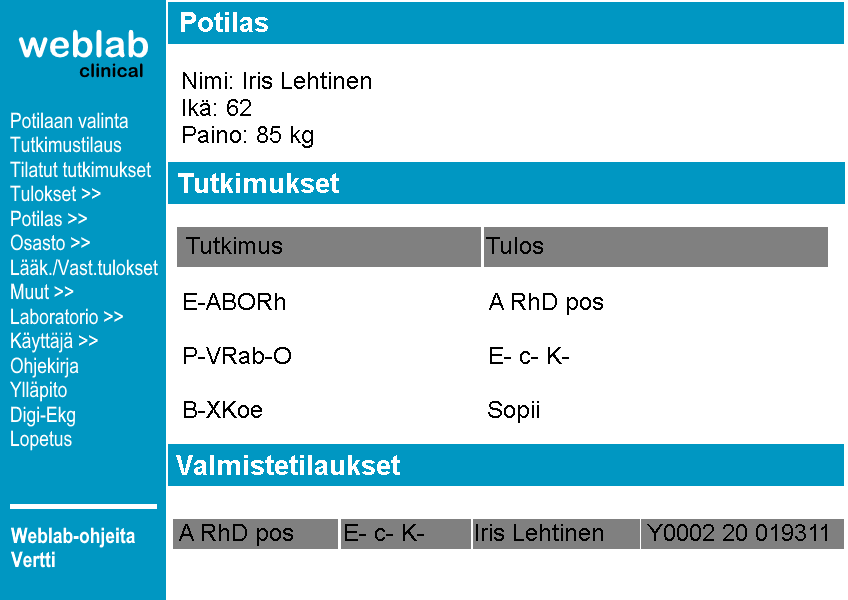 weblab
clinical
Potilaan valinta
Tutkimustilaus
Tilatut tutkimukset
Tulokset >>
Potilas >>
Osasto >>
Lääk./Vast.tulokset
Muut >>
Laboratorio >>
Käyttäjä >>
Ohjekirja
Ylläpito
Digi-Ekg
Lopetus
Weblab-ohjeita
Vertti
Potilas
Nimi: Iris Lehtinen
Ikä: 62
Paino: 85 kg
Tutkimukset
Tutkimus Tulos
E-ABORh A RhD pos
P-VRab-O E- c- K-
B-XKoe Sopii
Valmistetilaukset
A RhD pos E- c- K- Iris Lehtinen Y0002 20 019311